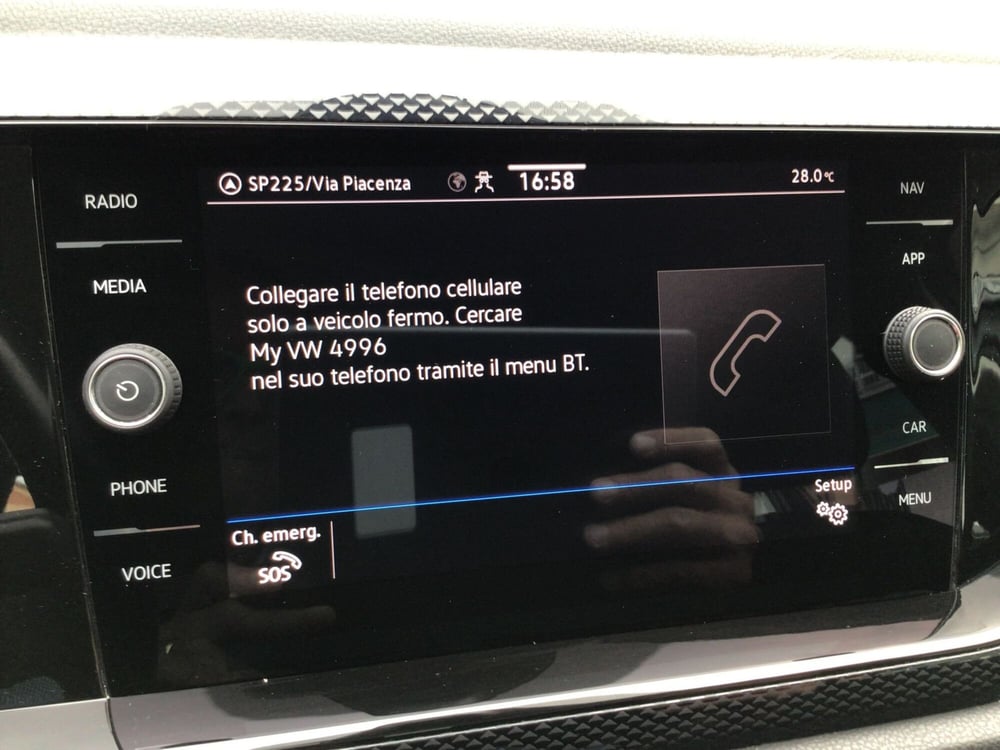 RADIO
MEDIA
PHONE
VOICE
SP225/Via Piacenza
16:58
28.0°C
Collegare il telefono cellulare
solo a veicolo fermo. Cercare
My VW 4996
nel suo telefono tramite il menu BT.
Ch. emerg.
SOS
Setup
NAV
APP
CAR
MENU